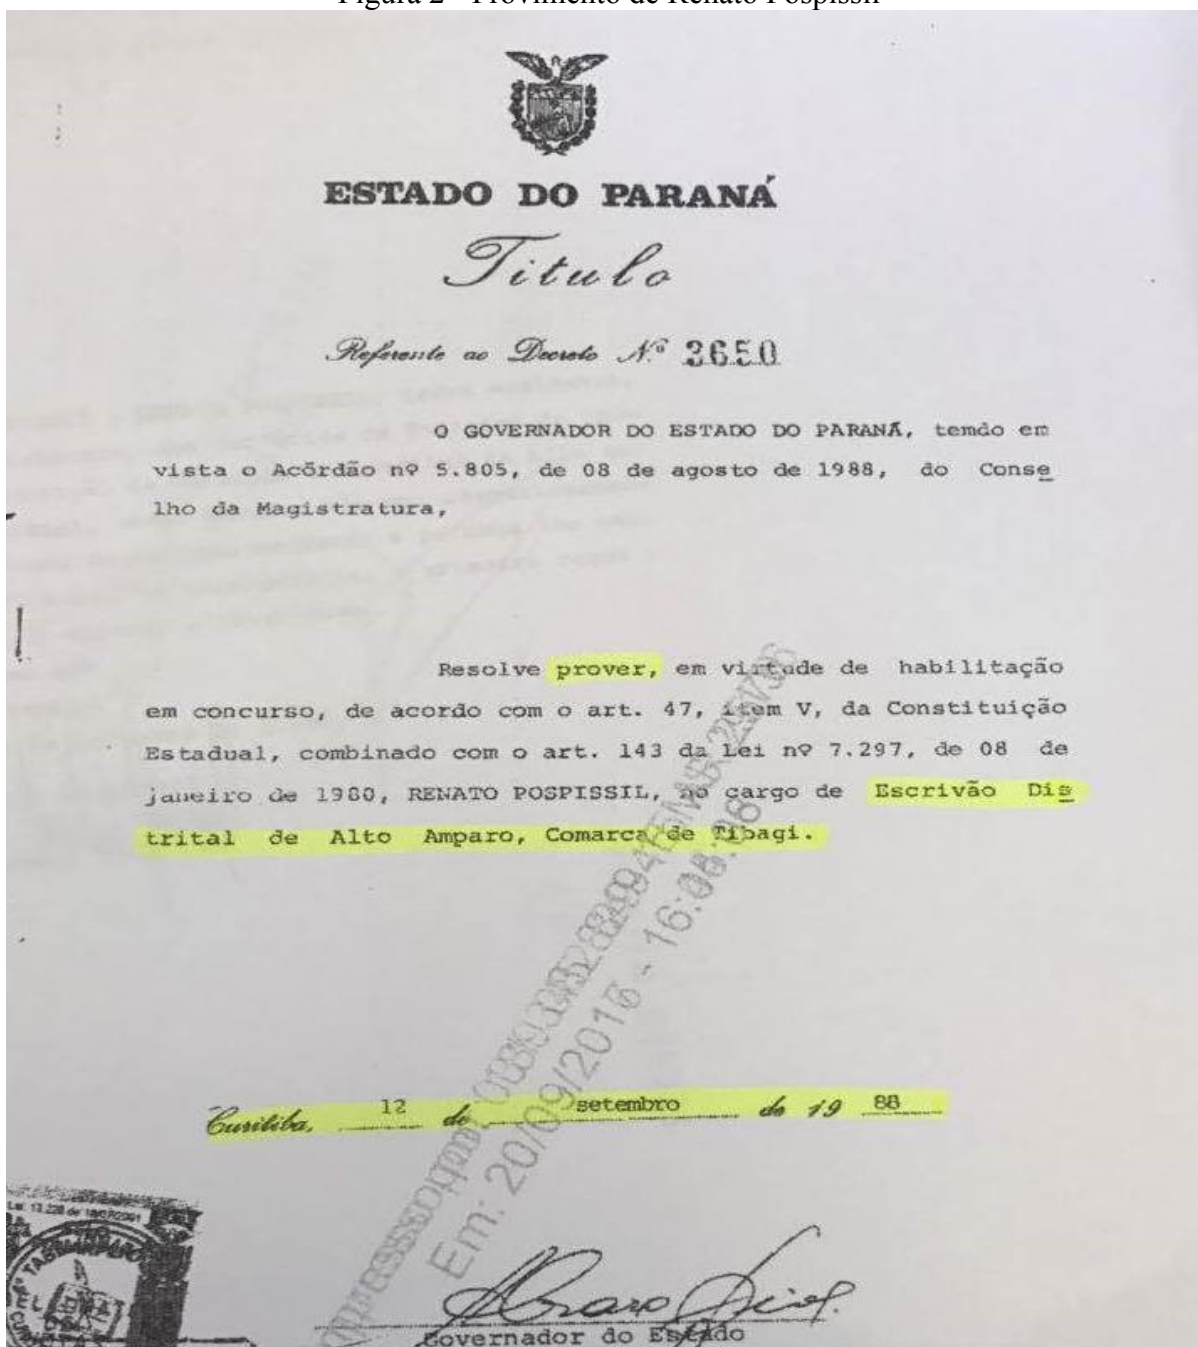 Figura 2 - Provimento de Renato Pospissil
ESTADO DO PARANÁ
Titulo
Referente ao Decreto N.º 3650
O GOVERNADOR DO ESTADO DO PARANÁ, temdo em
vista o Acórdão nº 5.805, de 08 de agosto de 1988, do Conse
lho da Magistratura,
Resolve prover, em virtude de habilitação
em concurso, de acordo com o art. 47, item V, da Constituição
Estadual, combinado com o art. 143 da Lei nº 7.297, de 08 de
janeiro de 1980, RENATO POSPISSIL, no cargo de Escrivão Dis
trital de Alto Amparo, Comarca de Tibagi.
Curitiba, 12 de setembro de 19 88
Em: 20/09/2016 - 16:08:08
Governador do Estado